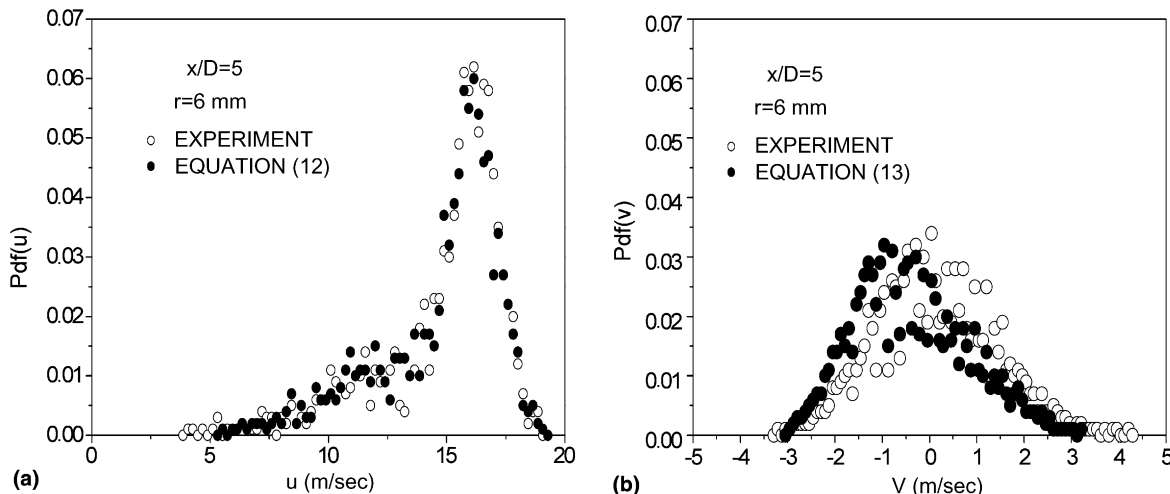 0.07
0.06
0.05
0.04
0.03
0.02
0.01
0.00
Pdf(u)
x/D=5
r=6 mm
EXPERIMENT
EQUATION (12)
0
5
10
15
20
u (m/sec)
(a)
0.07
0.06
0.05
0.04
0.03
0.02
0.01
0.00
Pdf(v)
x/D=5
r=6 mm
EXPERIMENT
EQUATION (13)
-5
-4
-3
-2
-1
0
1
2
3
4
5
V (m/sec)
(b)